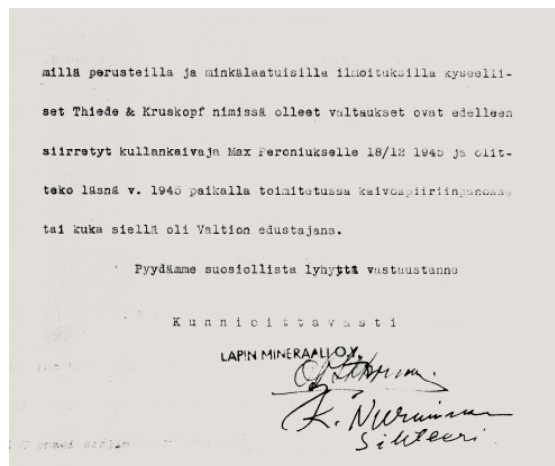 millä perusteilla ja minkälaatuisilla ilmoituksilla kyseelli-
set Thiede & Kruskopf nimissä olleet valtaukset ovat edelleen
siirretyt kullankaivaja Max Peroniukselle 18/12 1945 ja olit-
teko läsnä v. 1945 paikalla toimitetussa kaivospiiriinpanossa
tai kuka siellä oli Valtion edustajana.
Pyydämme suosiollista lyhyttä vastaustanne
Kunnioittavasti
LAPIN MINERAALI O.Y.
K. Nurminen
Sihteeri.